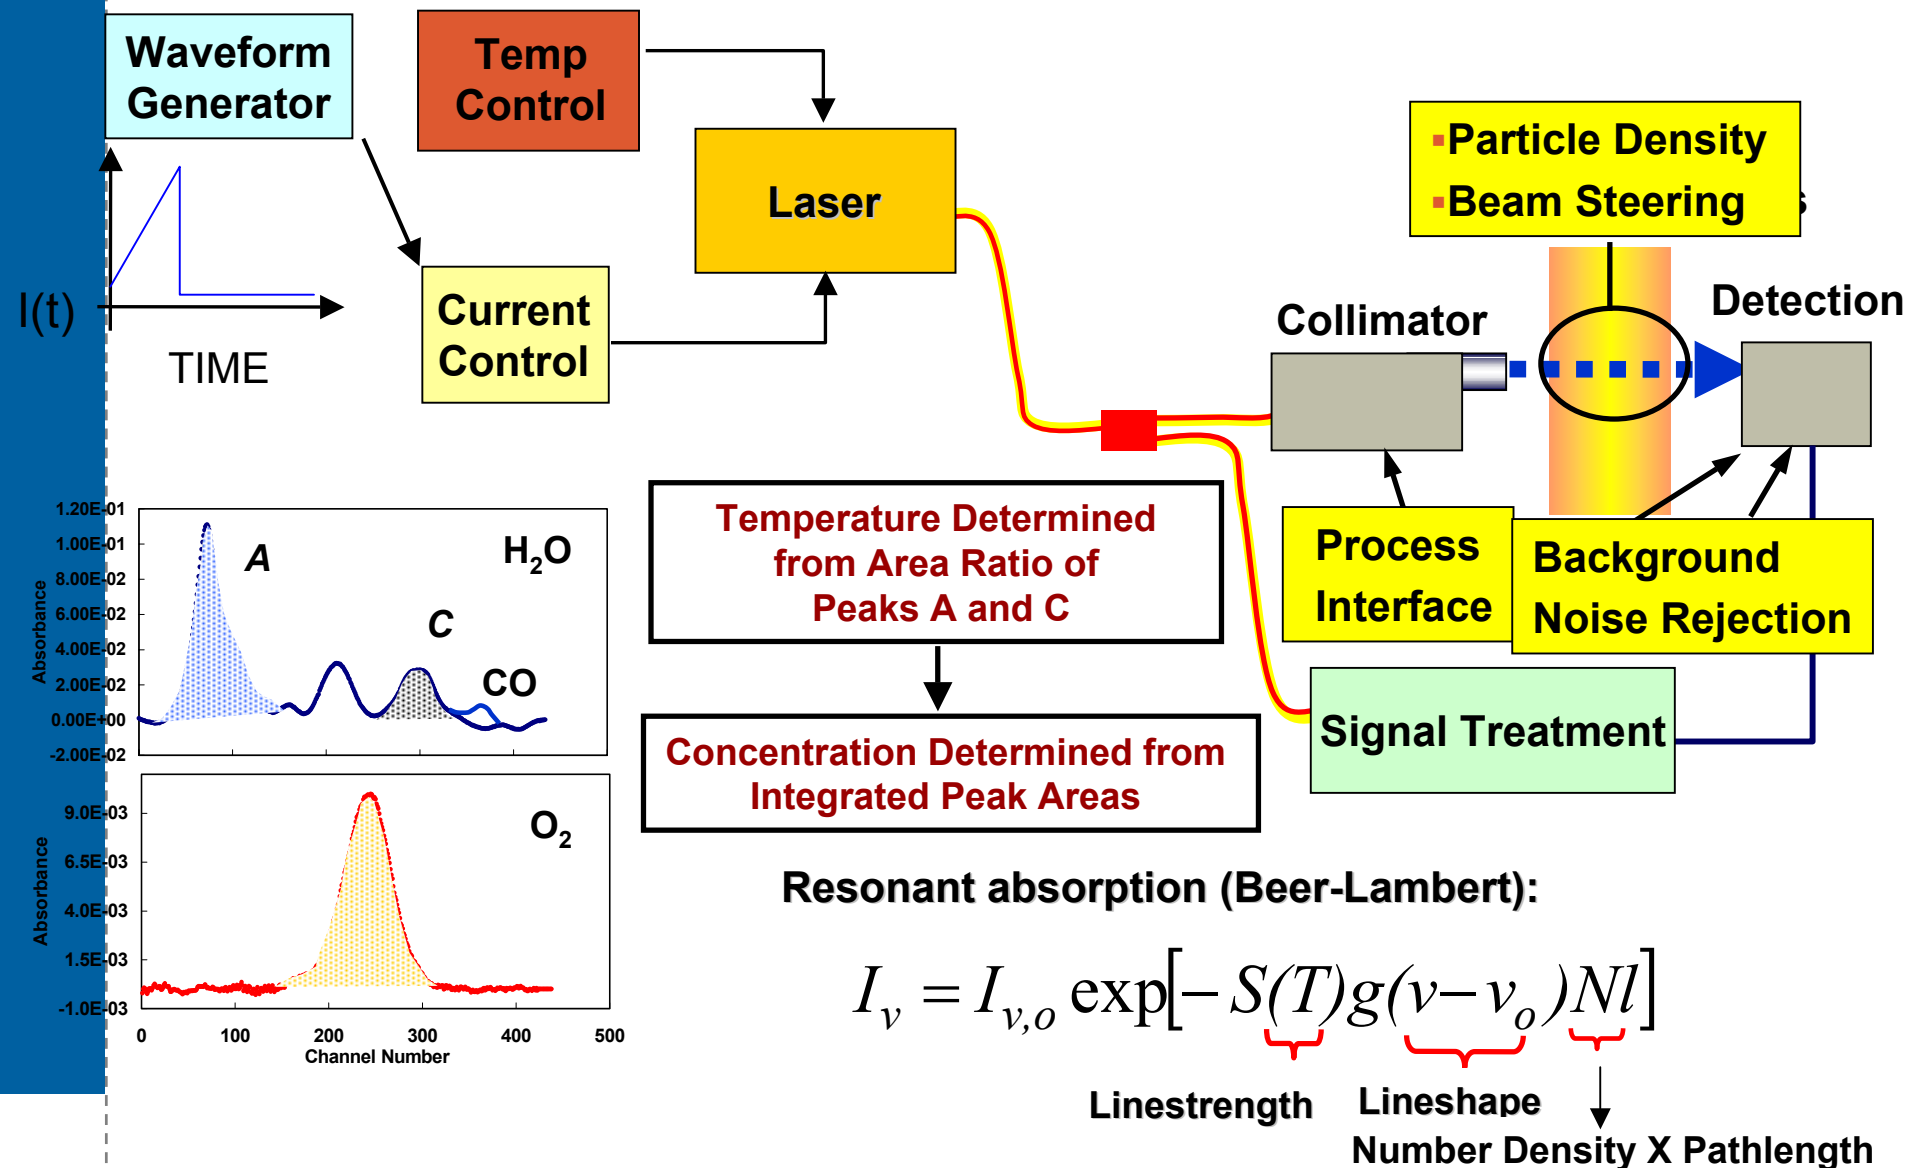 Waveform
Generator
Temp
Control
Laser
▪Particle Density
▪Beam Steering
s
I(t)
TIME
Current
Control
Collimator
Detection
Temperature Determined
from Area Ratio of
Peaks A and C
Process
Interface
Background
Noise Rejection
Concentration Determined from
Integrated Peak Areas
Signal Treatment
Absorbance
1.20E-01
1.00E-01
8.00E-02
6.00E-02
4.00E-02
2.00E-02
0.00E+00
-2.00E-02
A
H₂O
C
CO
Absorbance
9.0E-03
6.5E-03
4.0E-03
1.5E-03
-1.0E-03
O₂
0 100 200 300 400 500
Channel Number
Resonant absorption (Beer-Lambert):
I_v = I_{v,o} exp[− S(T)g(v−v_o)Nl]
Linestrength
Lineshape
Number Density X Pathlength